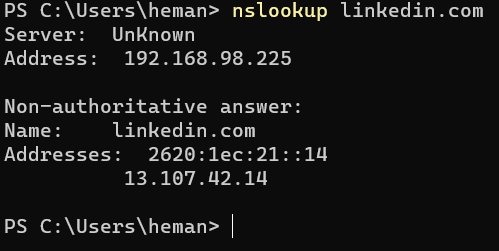 PS C:\Users\heman> nslookup linkedin.com
Server:  UnKnown
Address:  192.168.98.225

Non-authoritative answer:
Name:    linkedin.com
Addresses:  2620:1ec:21::14
          13.107.42.14

PS C:\Users\heman>